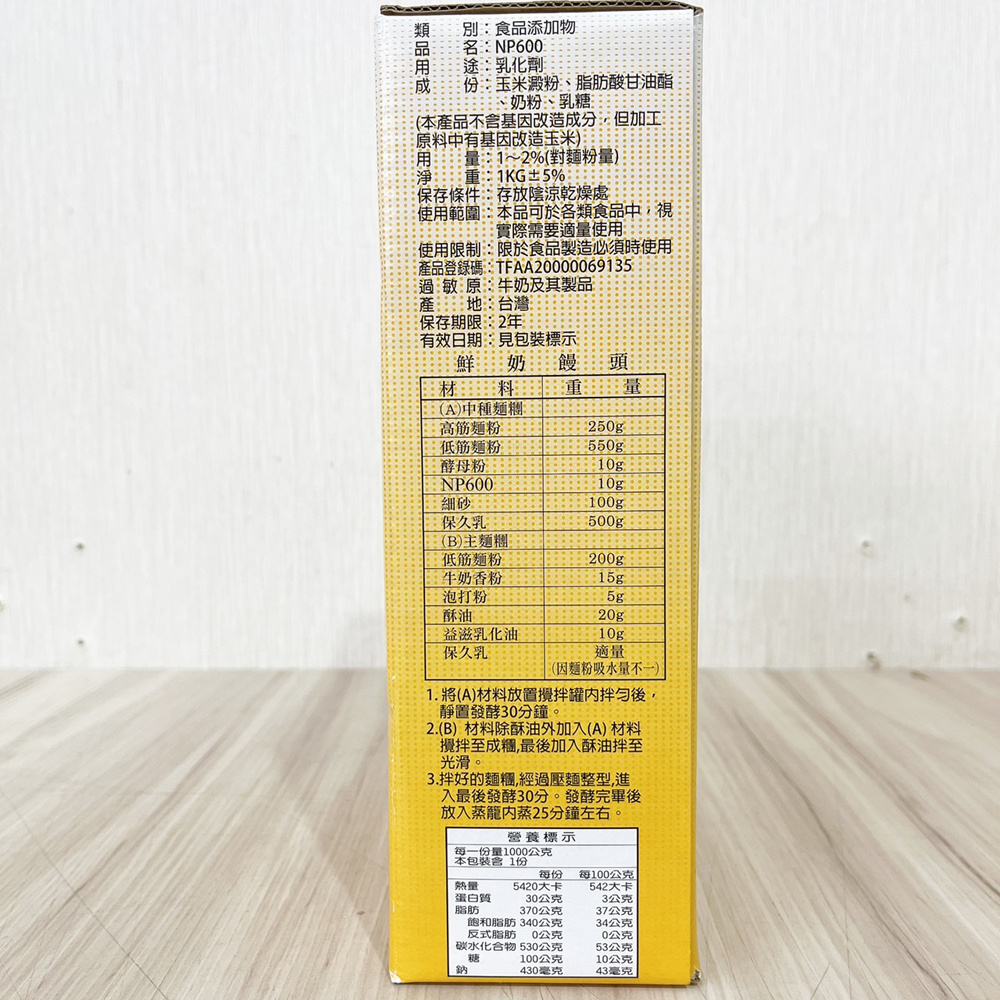 類別：食品添加物
品名：NP600
用途：乳化劑
成份：玉米澱粉、脂肪酸甘油酯
、奶粉、乳糖
(本產品不含基因改造成分，但加工
原料中有基因改造玉米)
用量：1～2%(對麵粉量)
淨重：1KG±5%
保存條件：存放陰涼乾燥處
使用範圍：本品可於各類食品中，視
實際需要適量使用
使用限制：限於食品製造必須時使用
產品登錄碼：TFAA20000069135
過敏原：牛奶及其製品
產地：台灣
保存期限：2年
有效日期：見包裝標示
鮮奶饅頭
材料 重量
(A)中種麵糰
高筋麵粉 250g
低筋麵粉 550g
酵母粉 10g
NP600 10g
細砂 100g
保久乳 500g
(B)主麵糰
低筋麵粉 200g
牛奶香粉 15g
泡打粉 5g
酥油 20g
益滋乳化油 10g
保久乳 適量
(因麵粉吸水量不一)
1.將(A)材料放置攪拌罐內拌勻後，
靜置發酵30分鐘。
2.(B) 材料除酥油外加入(A) 材料
攪拌至成糰,最後加入酥油拌至
光滑。
3.拌好的麵糰,經過壓麵整型,進
入最後發酵30分。發酵完畢後
放入蒸籠內蒸25分鐘左右。
營養標示
每一份量1000公克
本包裝含 1份
每份 每100公克
熱量 5420大卡 542大卡
蛋白質 30公克 3公克
脂肪 370公克 37公克
飽和脂肪 340公克 34公克
反式脂肪 0公克 0公克
碳水化合物 530公克 53公克
糖 100公克 10公克
鈉 430毫克 43毫克